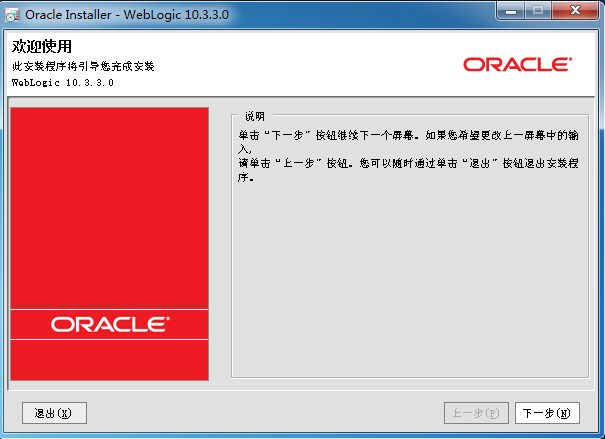 Oracle Installer - WebLogic 10.3.3.0
欢迎使用
此安装程序将引导您完成安装
WebLogic 10.3.3.0
ORACLE®
说明
单击“下一步”按钮继续下一个屏幕。如果您希望更改上一屏幕中的输
入,
请单击“上一步”按钮。您可以随时通过单击“退出”按钮退出安装程
序。
ORACLE®
退出(X)
上一步(P)
下一步(N)